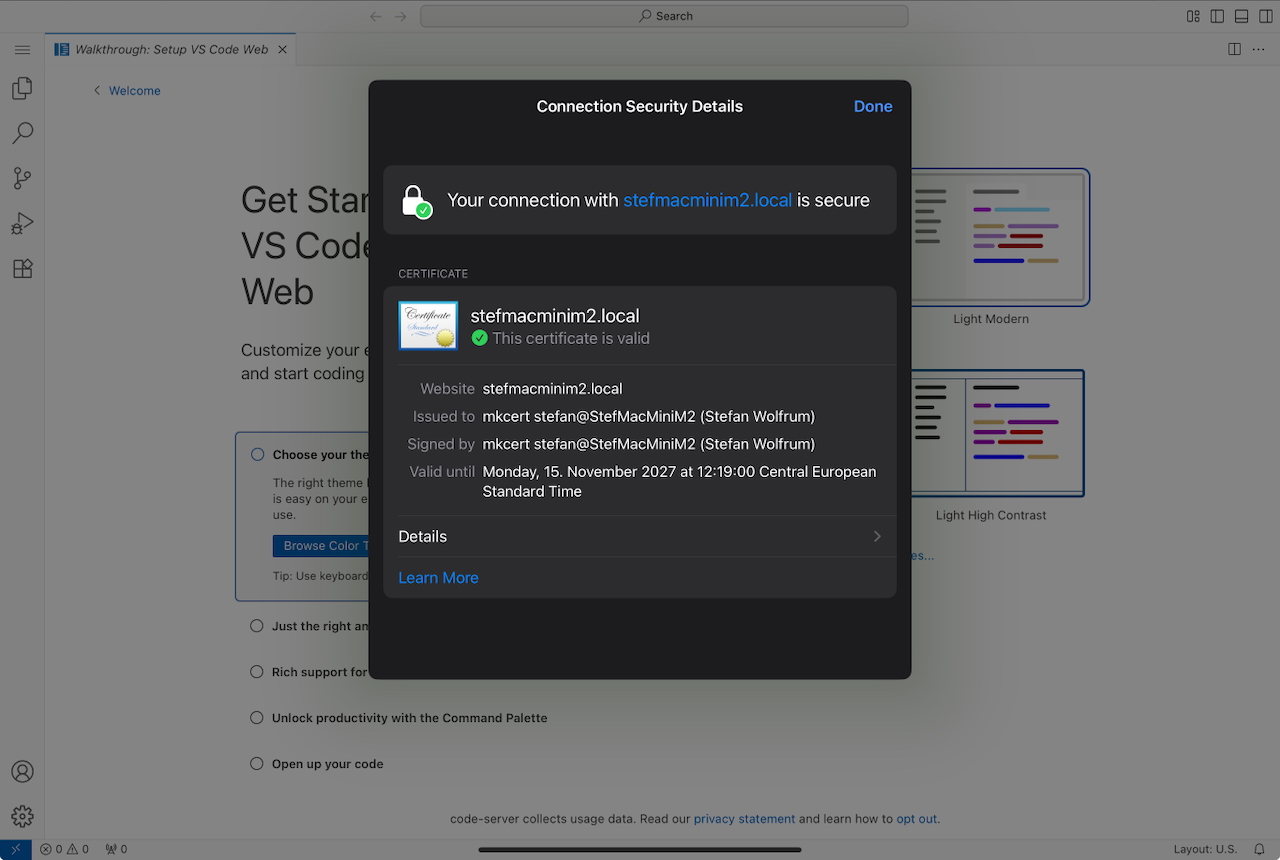 Search
Walkthrough: Setup VS Code Web
Welcome
Get Star
VS Code
Web
Customize your e
and start coding
Choose your the
The right theme
is easy on your e
use.
Browse Color T
Tip: Use keyboard
Just the right an
Rich support for
Unlock productivity with the Command Palette
Open up your code
Connection Security Details
Done
Your connection with stefmacminim2.local is secure
CERTIFICATE
Certificate
Standard
stefmacminim2.local
This certificate is valid
Website stefmacminim2.local
Issued to mkcert stefan@StefMacMiniM2 (Stefan Wolfrum)
Signed by mkcert stefan@StefMacMiniM2 (Stefan Wolfrum)
Valid until Monday, 15. November 2027 at 12:19:00 Central European
Standard Time
Details
Learn More
Light Modern
Light High Contrast
es...
code-server collects usage data. Read our privacy statement and learn how to opt out.
0 0 0
Layout: U.S.